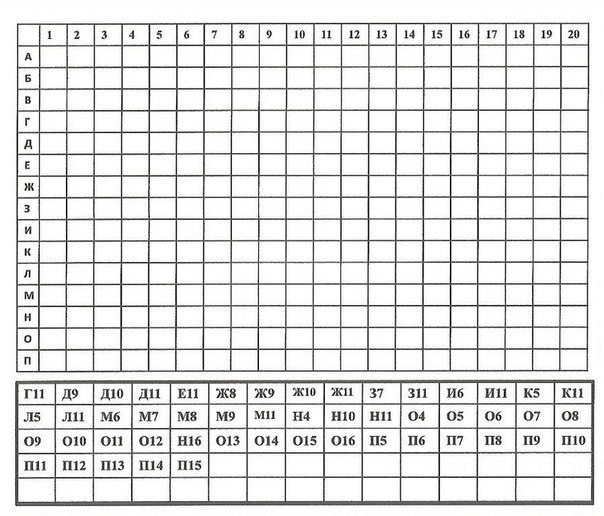 1 2 3 4 5 6 7 8 9 10 11 12 13 14 15 16 17 18 19 20
А
Б
В
Г
Д
Е
Ж
З
И
К
Л
М
Н
О
П
Г11 Д9 Д10 Д11 Е11 Ж8 Ж9 Ж10 Ж11 З7 З11 И6 И11 К5 К11
Л5 Л11 М6 М7 М8 М9 М11 Н4 Н10 Н11 О4 О5 О6 О7 О8
О9 О10 О11 О12 Н16 О13 О14 О15 О16 П5 П6 П7 П8 П9 П10
П11 П12 П13 П14 П15